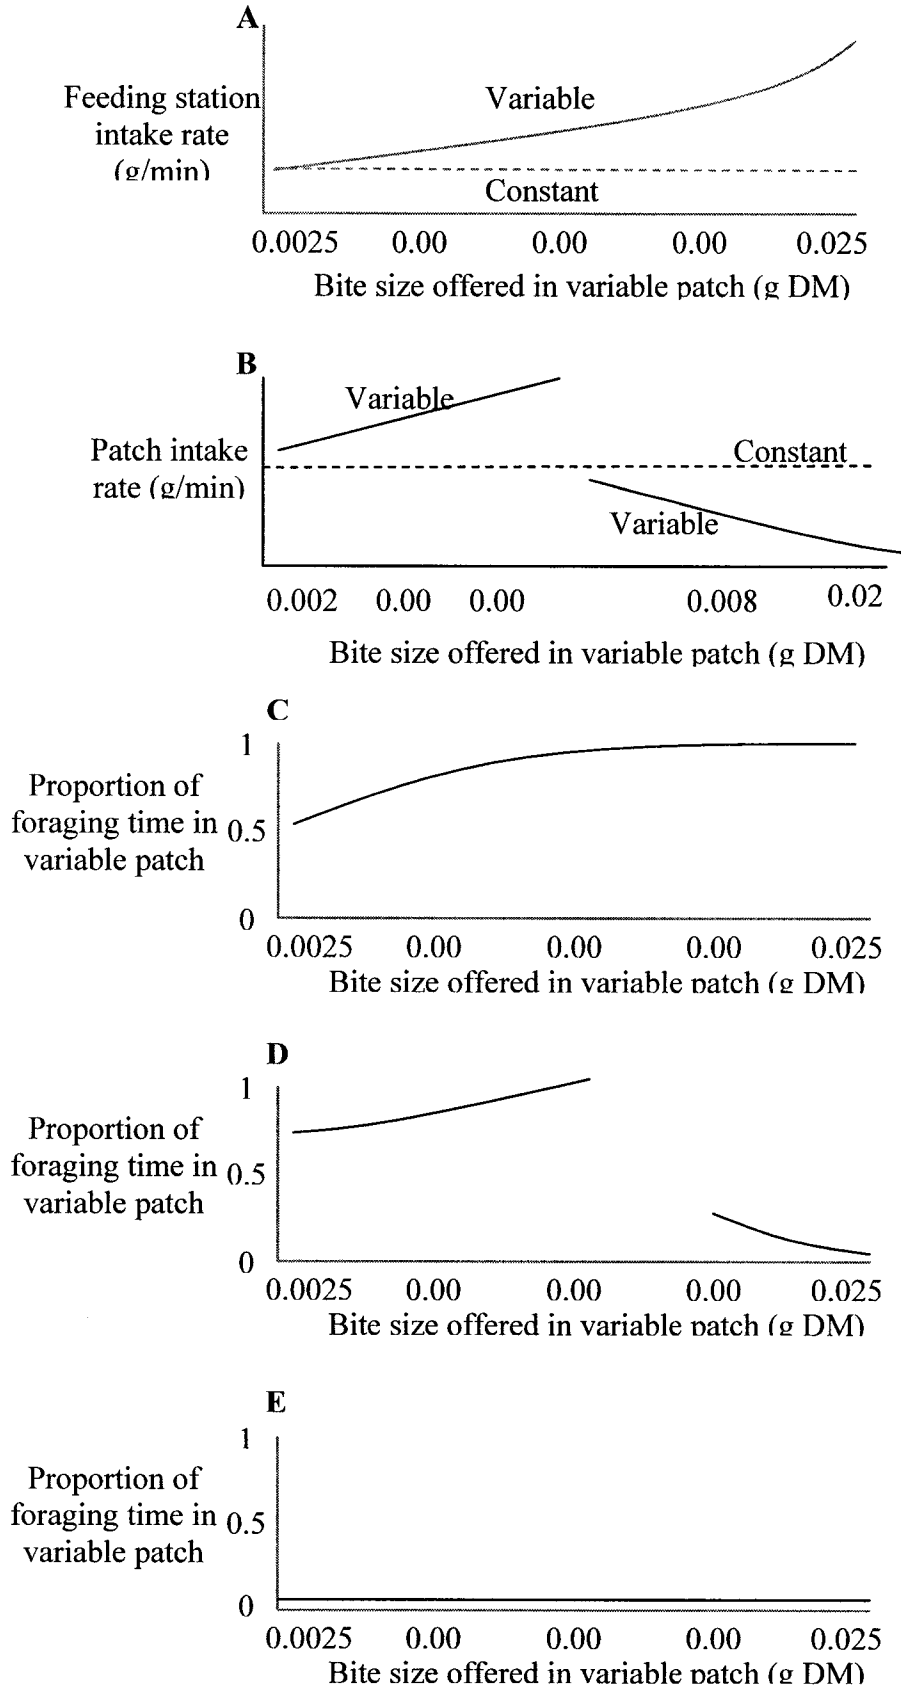 A
Feeding station
intake rate
(g/min)
Variable
Constant
0.0025 0.00 0.00 0.00 0.025
Bite size offered in variable patch (g DM)
B
Variable
Patch intake
rate (g/min)
Constant
Variable
0.002 0.00 0.00 0.008 0.02
Bite size offered in variable patch (g DM)
C
1
Proportion of
foraging time in
variable patch
0.5
0
0.0025 0.00 0.00 0.00 0.025
Bite size offered in variable patch (g DM)
D
1
Proportion of
foraging time in
variable patch
0.5
0
0.0025 0.00 0.00 0.00 0.025
Bite size offered in variable patch (g DM)
E
1
Proportion of
foraging time in
variable patch
0.5
0
0.0025 0.00 0.00 0.00 0.025
Bite size offered in variable patch (g DM)